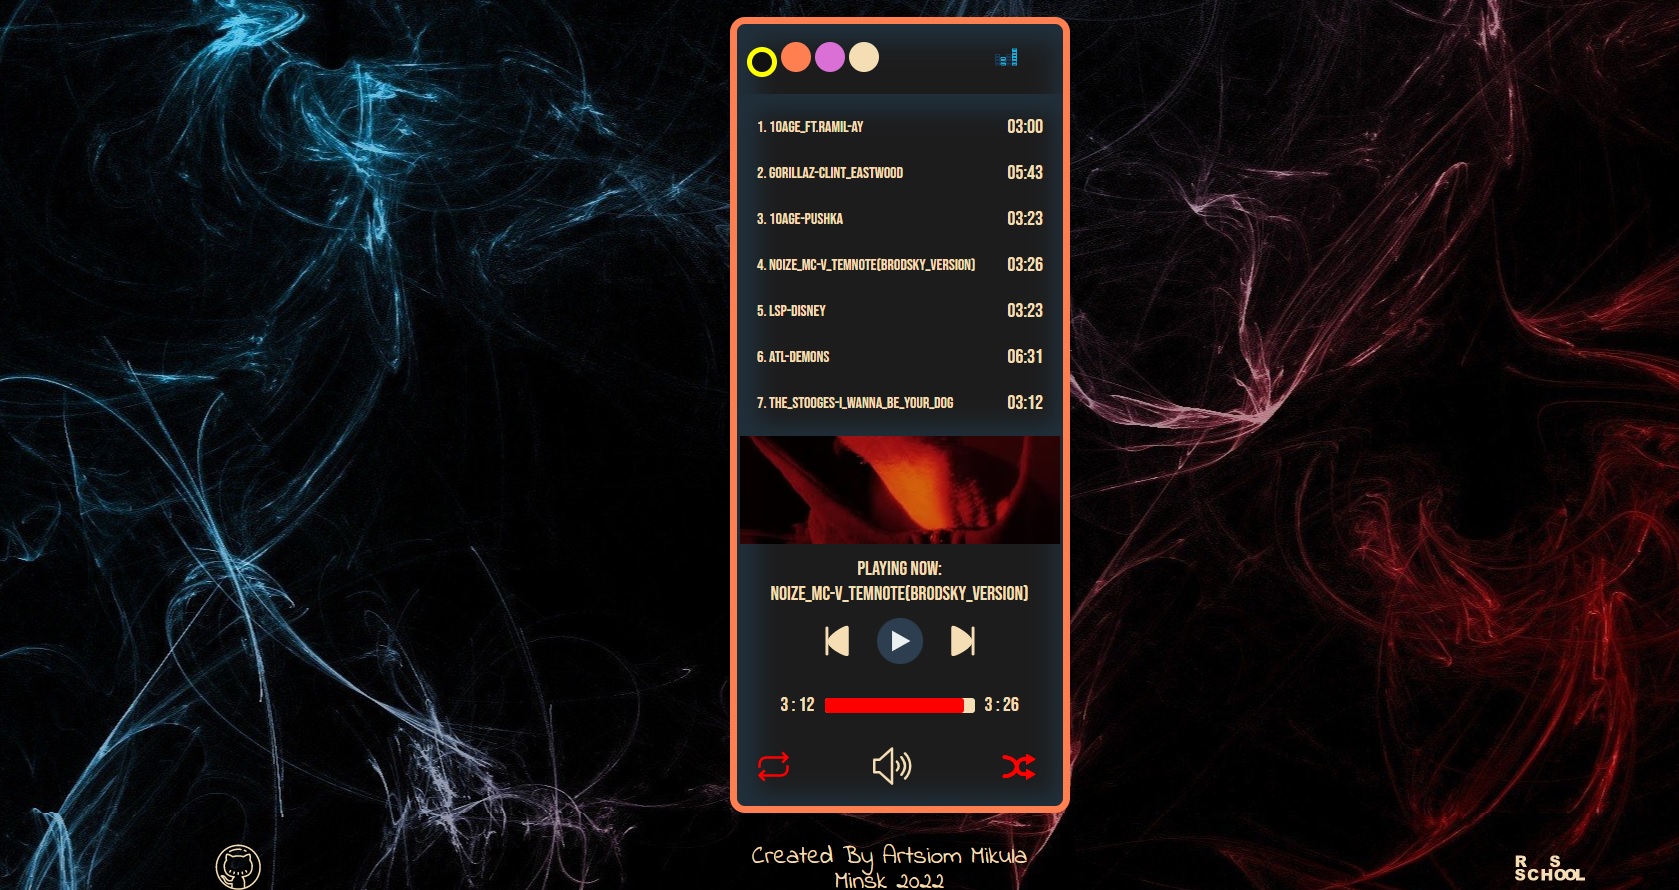 1. 10AGE_FT.RAMIL-AY 03:00
2. GORILLAZ-CLINT_EASTWOOD 05:43
3. 10AGE-PUSHKA 03:23
4. NOIZE_MC-V_TEMNOTE(BRODSKY_VERSION) 03:26
5. LSP-DISNEY 03:23
6. ATL-DEMONS 06:31
7. THE_STOOGES-I_WANNA_BE_YOUR_DOG 03:12
PLAYING NOW:
NOIZE_MC-V_TEMNOTE(BRODSKY_VERSION)
3 : 12 3 : 26
Created By Artsiom Mikula
Minsk 2022
R S
SCHOOL